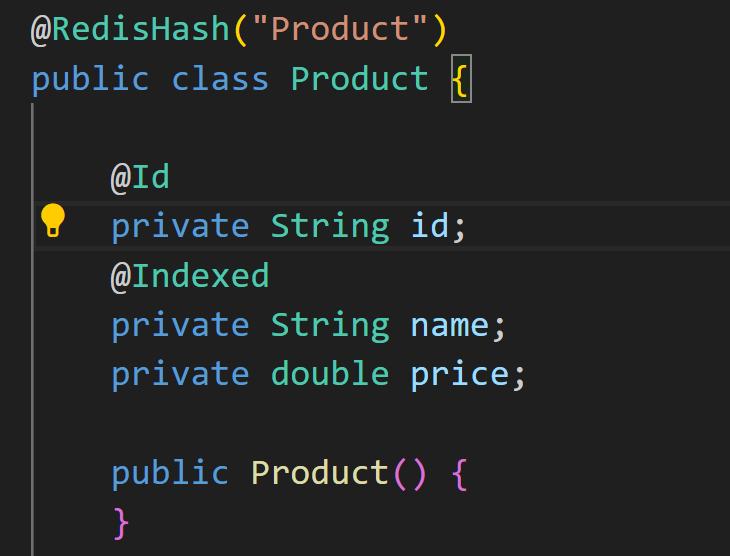 @RedisHash("Product")
public class Product {
@Id
private String id;
@Indexed
private String name;
private double price;
public Product() {
}